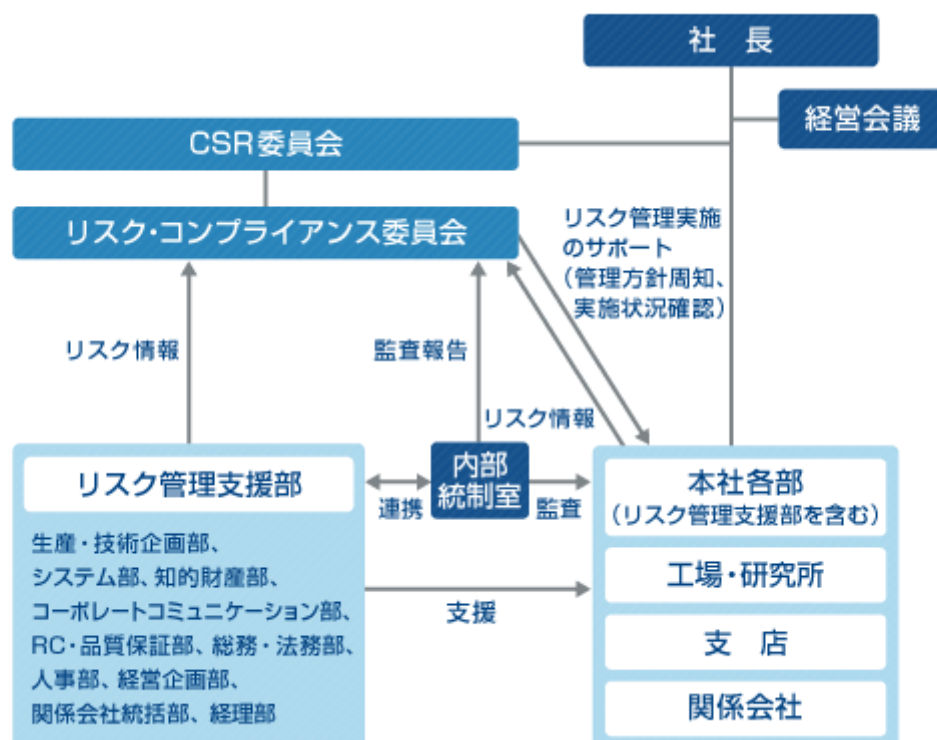 社 長
経営会議
CSR委員会
リスク・コンプライアンス委員会
リスク管理実施
のサポート
（管理方針周知、
実施状況確認）
リスク情報
監査報告
リスク情報
リスク管理支援部
生産・技術企画部、
システム部、知的財産部、
コーポレートコミュニケーション部、
RC・品質保証部、総務・法務部、
人事部、経営企画部、
関係会社統括部、経理部
連携
内部
統制室
監査
支援
本社各部
（リスク管理支援部を含む）
工場・研究所
支 店
関係会社